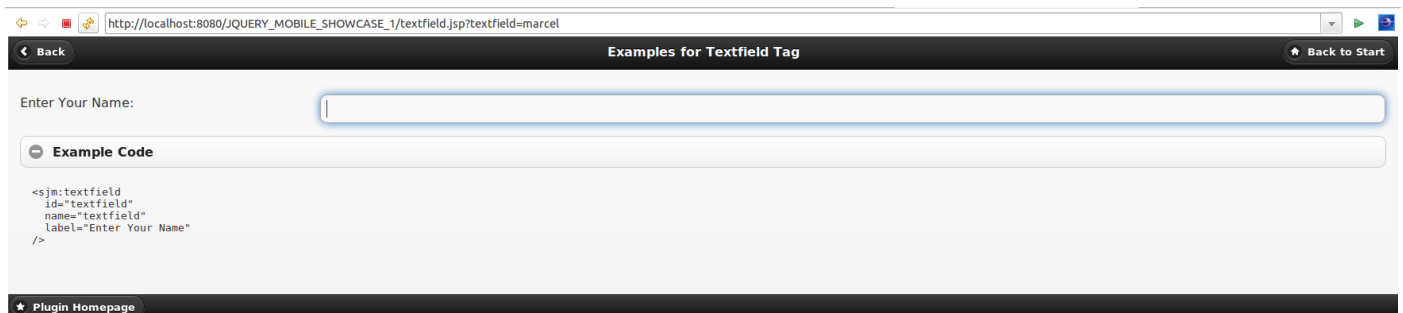 http://localhost:8080/JQUERY_MOBILE_SHOWCASE_1/textfield.jsp?textfield=marcel
Back Examples for Textfield Tag Back to Start
Enter Your Name:
Example Code
<sjm:textfield
id="textfield"
name="textfield"
label="Enter Your Name"
/>
Plugin Homepage